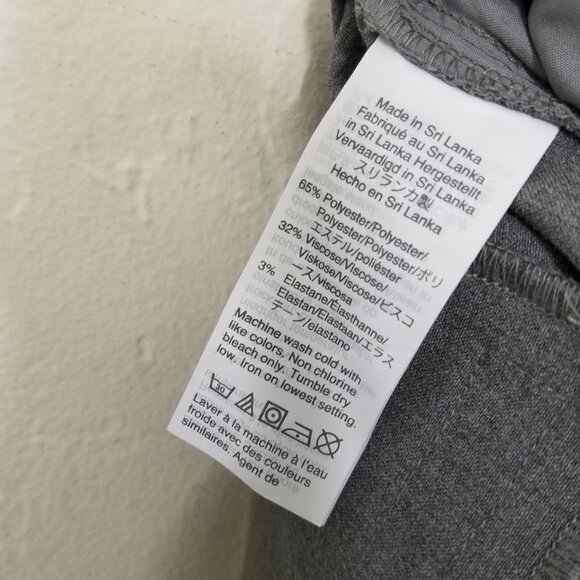 Made in Sri Lanka
Fabriqué au Sri Lanka
in Sri Lanka Hergestellt
Vervaardigd in Sri Lanka
スリランカ製
Hecho en Sri Lanka
65% Polyester/Polyester/
Polyester/Polyester/ポリ
エステル/poliéster
32% Viscose/Viscose/
Viskose/Viscose/ビスコ
ース/viscosa
3% Elastane/Élasthanne/
Elastan/Elastaan/エラス
テーン/elastano
Machine wash cold with
like colors. Non chlorine
bleach only. Tumble dry
low. Iron on lowest setting.
30
Laver à la machine à l'eau
froide avec des couleurs
similaires. Agent de